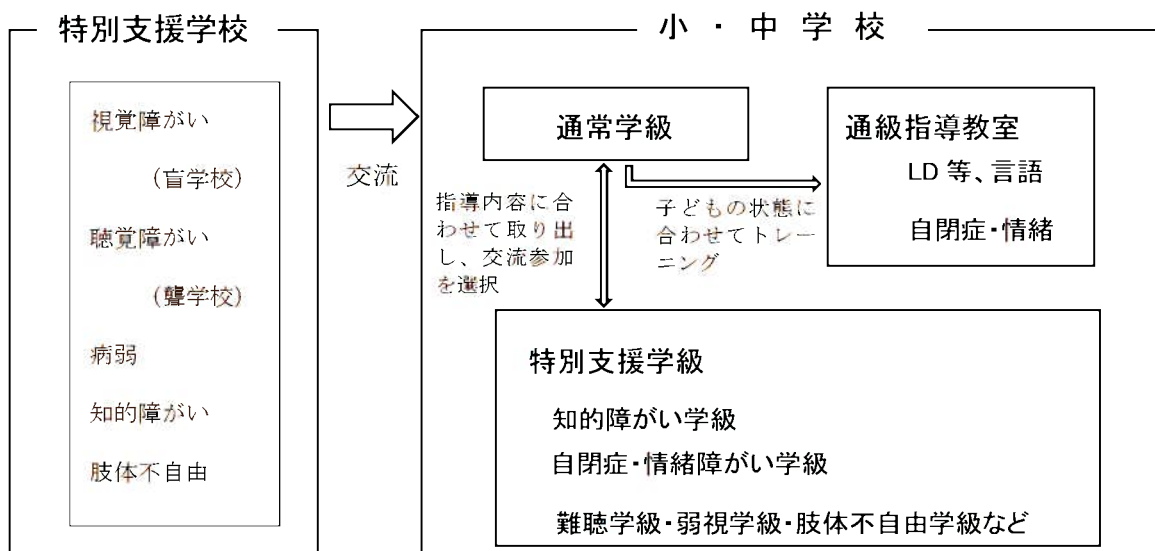 特別支援学校
視覚障がい
(盲学校)
聴覚障がい
(聾学校)
病弱
知的障がい
肢体不自由
交流
小・中学校
通常学級
指導内容に合
わせて取り出
し、交流参加
を選択
子どもの状態に
合わせてトレー
ニング
通級指導教室
LD 等、言語
自閉症・情緒
特別支援学級
知的障がい学級
自閉症・情緒障がい学級
難聴学級・弱視学級・肢体不自由学級など